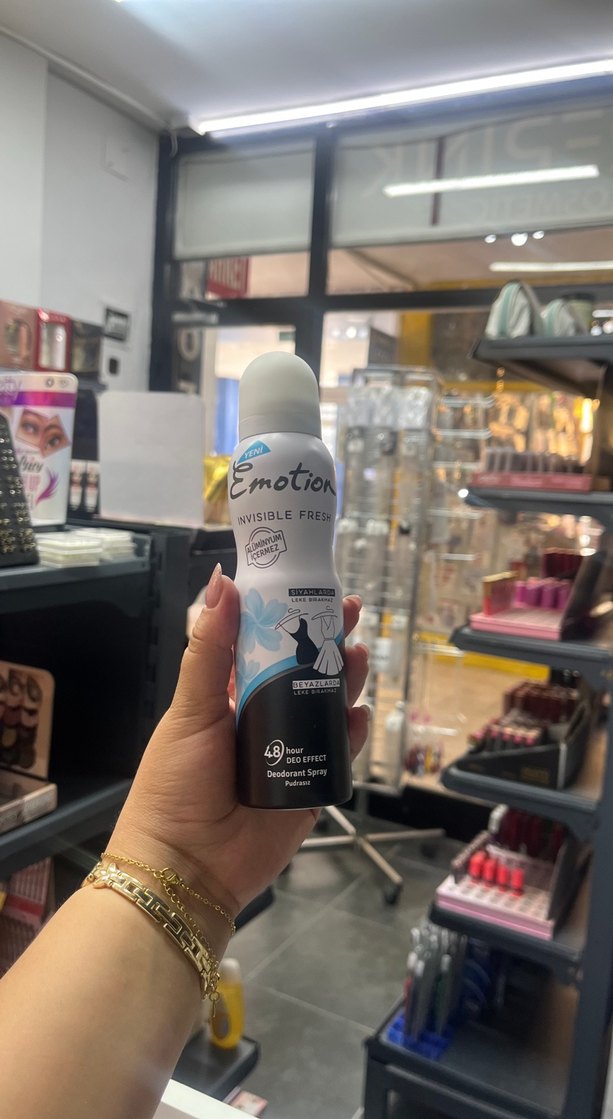 YENİ
Emotion
INVISIBLE FRESH
ALÜMİNYUM
İÇERMEZ
SİYAHLARDA
LEKE BIRAKMAZ
BEYAZLARDA
LEKE BIRAKMAZ
48 hour
DEO EFFECT
Deodorant Spray
Pudrasız